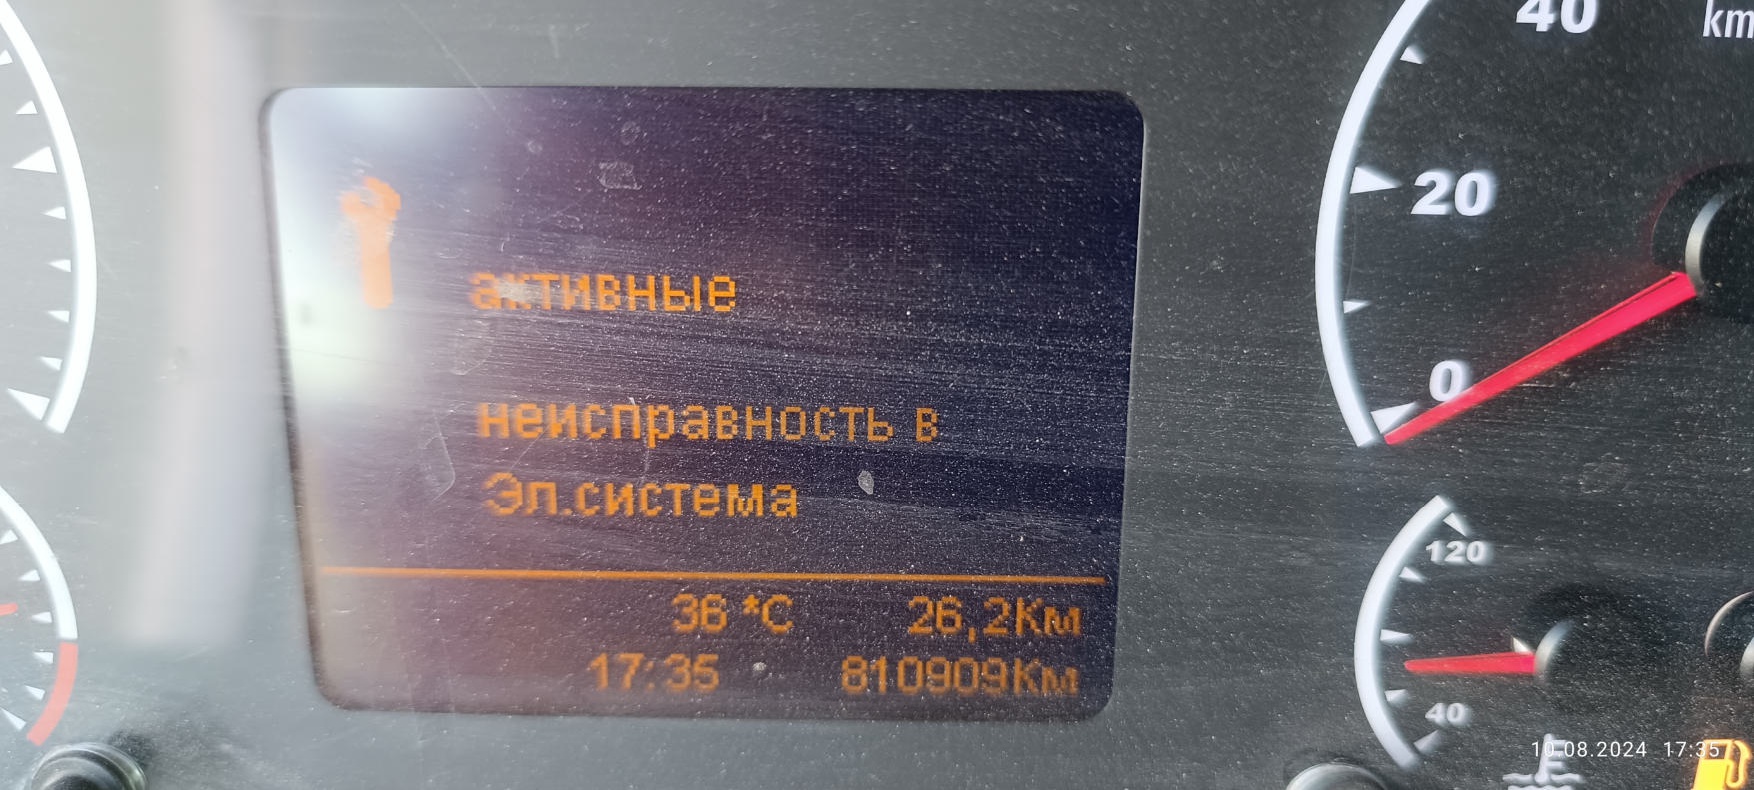 40
km
20
0
активные
неисправность в
Эл.система
36 °C 26,2Км
17:35 810909Км
120
40
10.08.2024 17:35